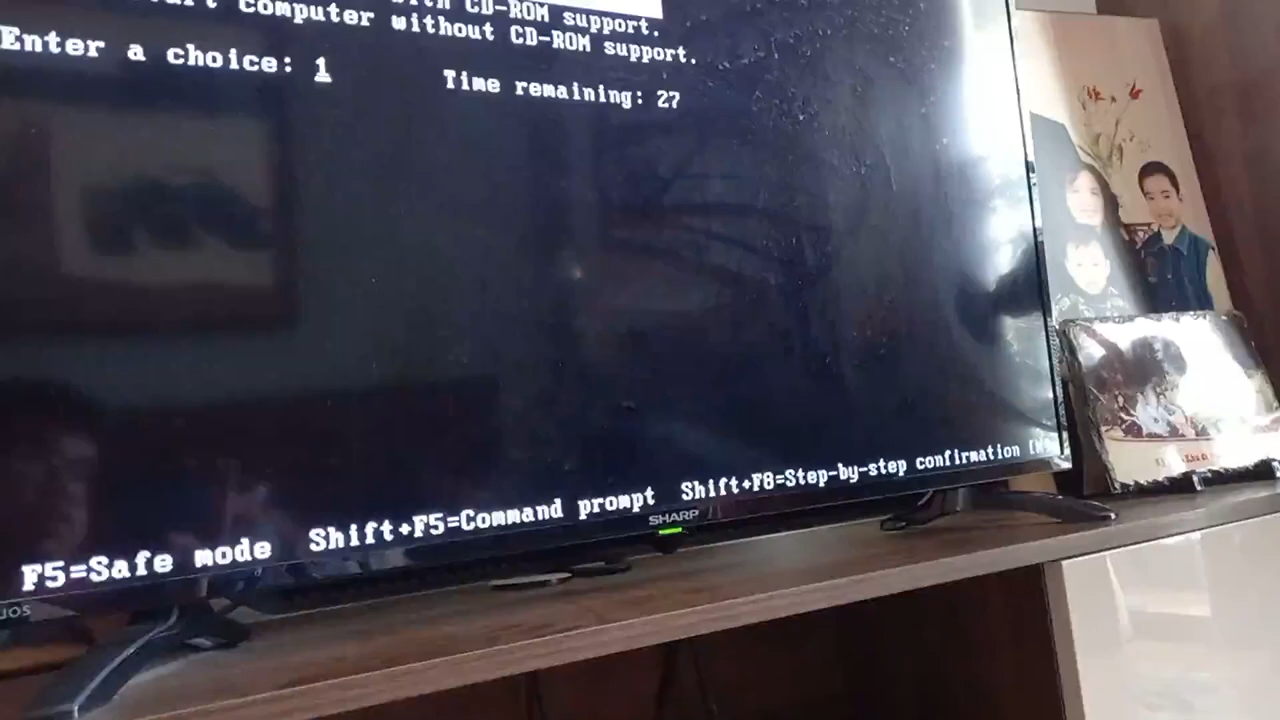 with CD-ROM support.
computer without CD-ROM support.
Enter a choice: 1 Time remaining: 27
F5=Safe mode Shift+F5=Command prompt Shift+F8=Step-by-step confirmation
SHARP